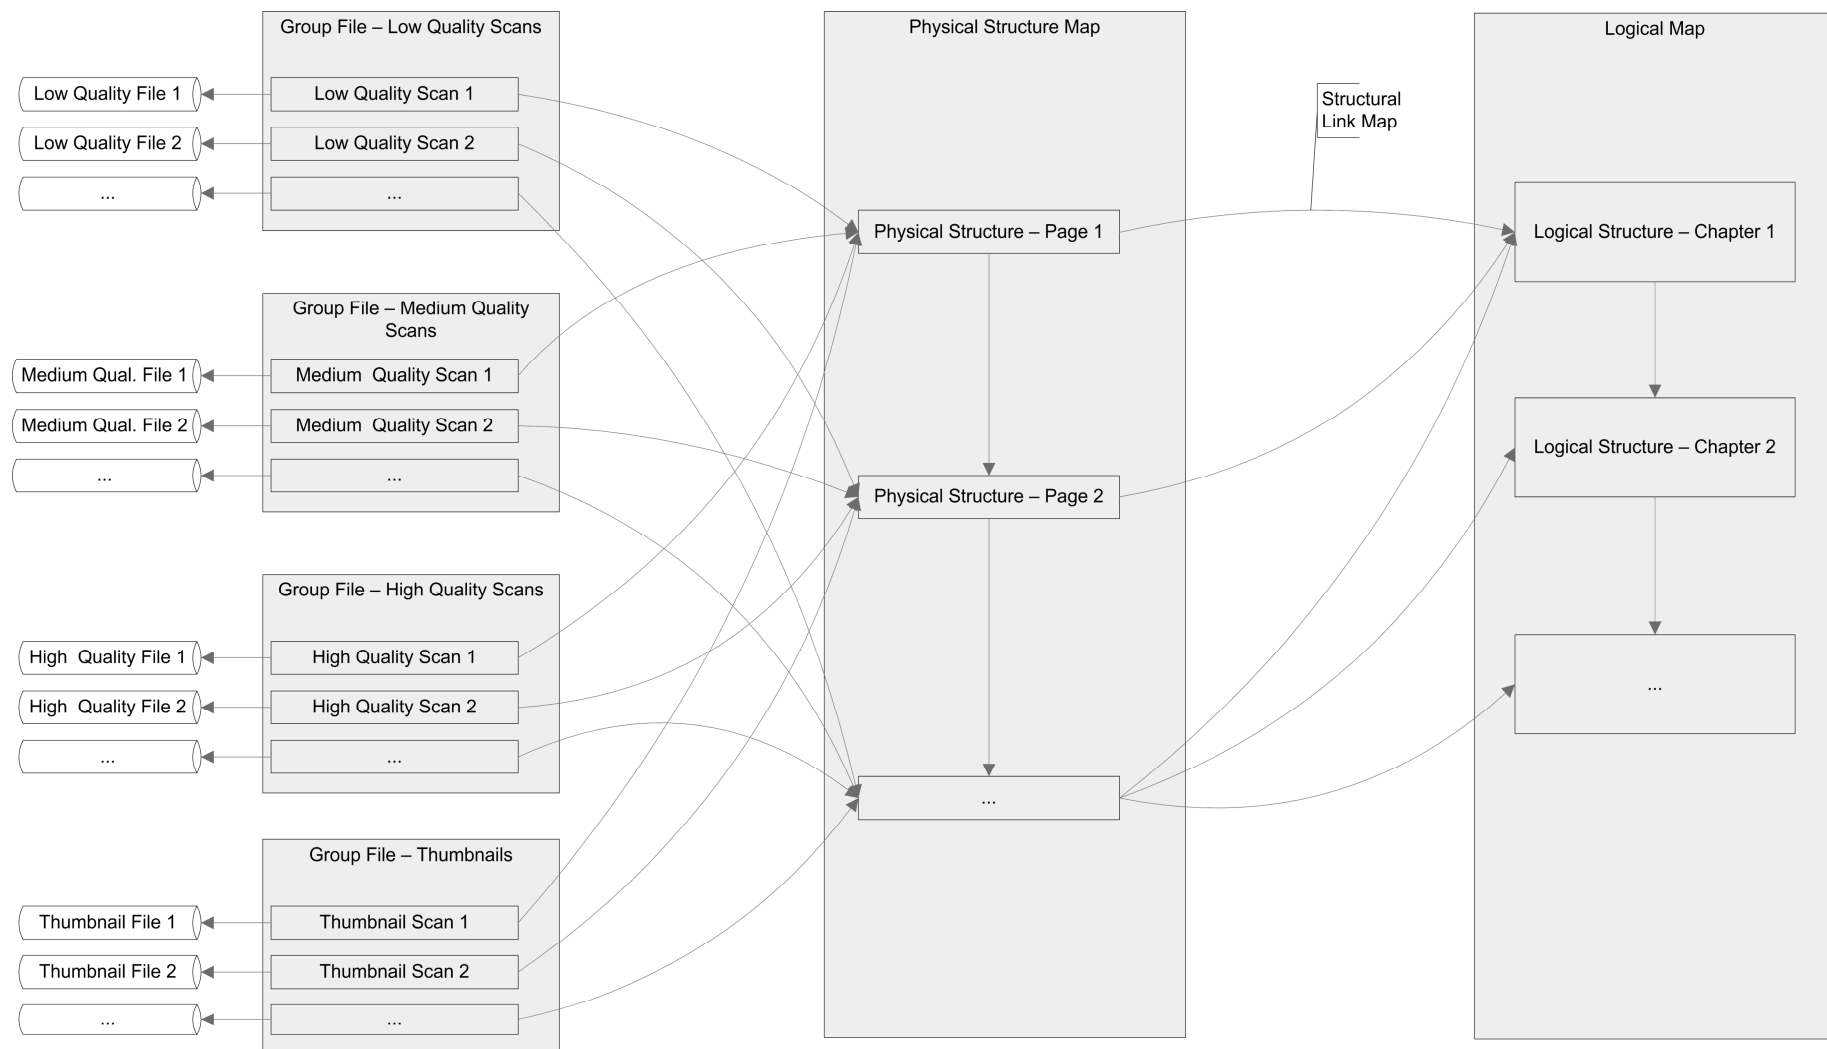 Group File – Low Quality Scans
Low Quality File 1
Low Quality Scan 1
Low Quality File 2
Low Quality Scan 2
...
...
Group File – Medium Quality
Scans
Medium Qual. File 1
Medium  Quality Scan 1
Medium Qual. File 2
Medium  Quality Scan 2
...
...
Group File – High Quality Scans
High  Quality File 1
High Quality Scan 1
High  Quality File 2
High Quality Scan 2
...
...
Group File – Thumbnails
Thumbnail File 1
Thumbnail Scan 1
Thumbnail File 2
Thumbnail Scan 2
...
...
Physical Structure Map
Physical Structure – Page 1
Physical Structure – Page 2
...
Structural
Link Map
Logical Map
Logical Structure – Chapter 1
Logical Structure – Chapter 2
...